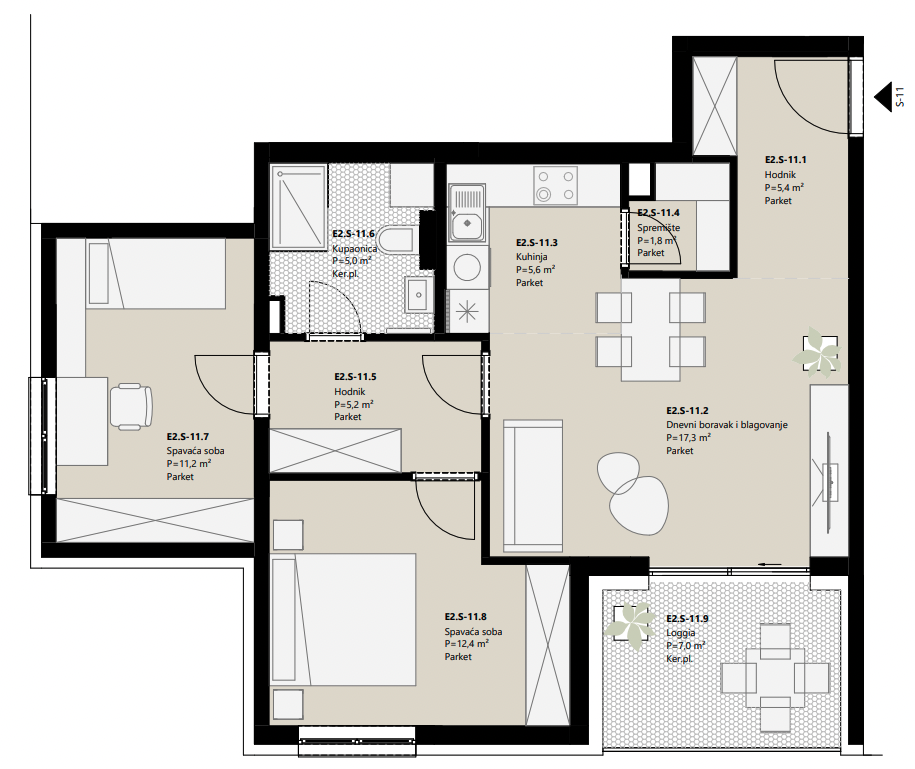 S-11
E2.S-11.1
Hodnik
P=5,4 m²
Parket
E2.S-11.4
Spremište
P=1,8 m²
Parket
E2.S-11.6
Kupaonica
P=5,0 m²
Ker.pl.
E2.S-11.3
Kuhinja
P=5,6 m²
Parket
E2.S-11.5
Hodnik
P=5,2 m²
Parket
E2.S-11.2
Dnevni boravak i blagovanje
P=17,3 m²
Parket
E2.S-11.7
Spavaća soba
P=11,2 m²
Parket
E2.S-11.8
Spavaća soba
P=12,4 m²
Parket
E2.S-11.9
Loggia
P=7,0 m²
Ker.pl.